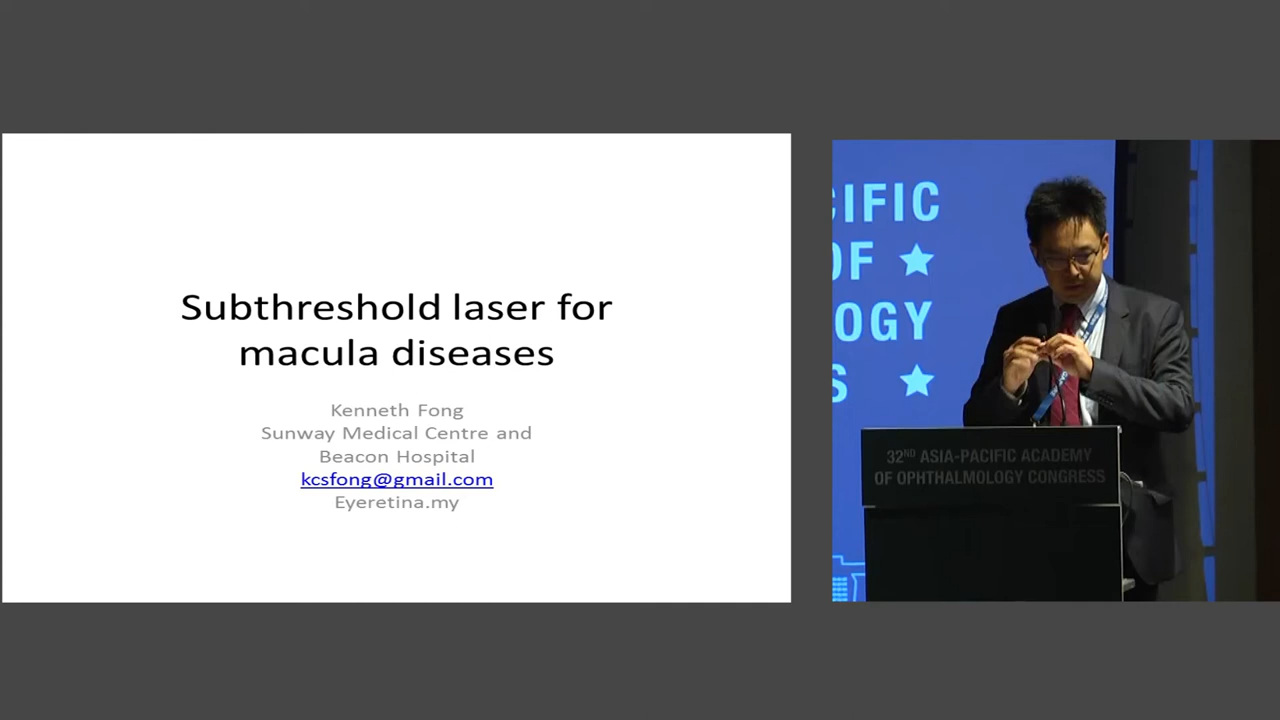 Subthreshold laser for
macula diseases
Kenneth Fong
Sunway Medical Centre and
Beacon Hospital
kcsfong@gmail.com
Eyeretina.my
CIFIC
OF
OGY
S
32ND ASIA-PACIFIC ACADEMY
OF OPHTHALMOLOGY CONGRESS